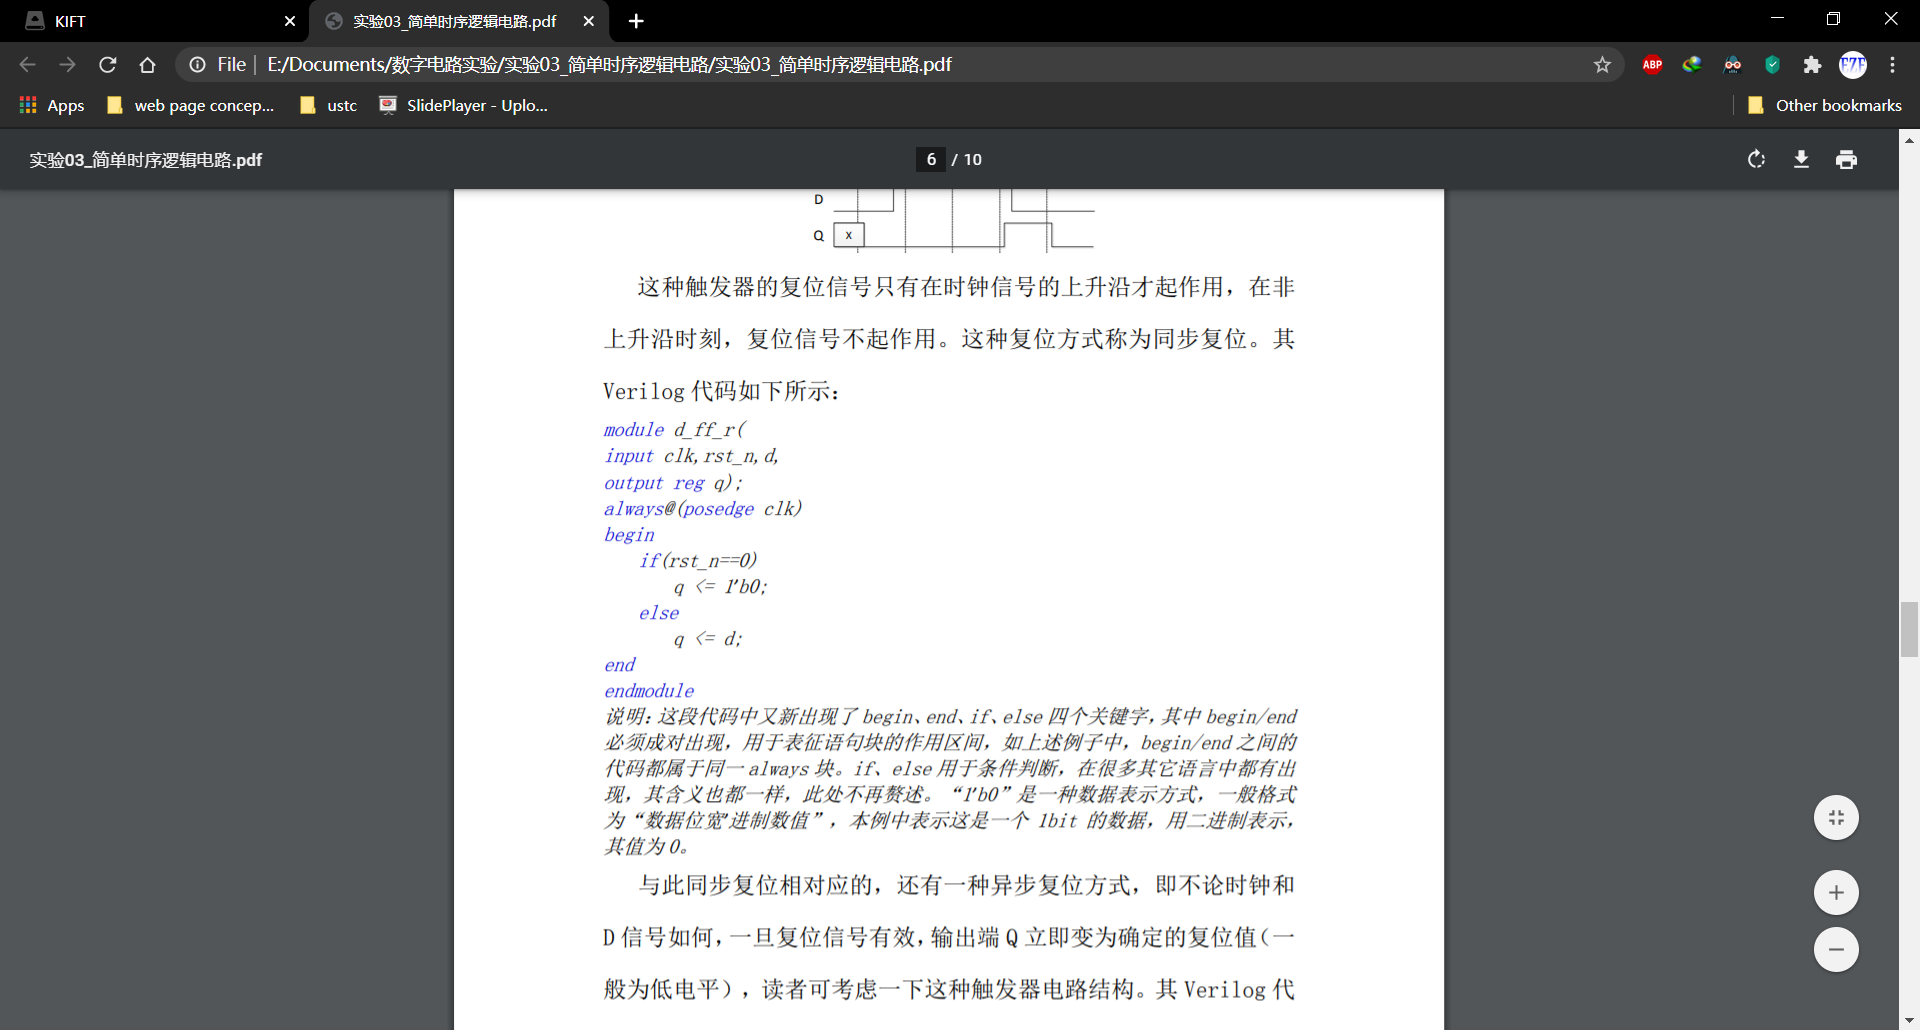 KIFT
实验03_简单时序逻辑电路.pdf
File
E:/Documents/数字电路实验/实验03_简单时序逻辑电路/实验03_简单时序逻辑电路.pdf
ABP
FZF
Apps
web page concep...
ustc
SlidePlayer - Uplo...
Other bookmarks
实验03_简单时序逻辑电路.pdf
6 / 10
D
Q
x
这种触发器的复位信号只有在时钟信号的上升沿才起作用，在非
上升沿时刻，复位信号不起作用。这种复位方式称为同步复位。其
Verilog 代码如下所示：
module d_ff_r(
input clk,rst_n,d,
output reg q);
always@(posedge clk)
begin
if(rst_n==0)
q <= 1'b0;
else
q <= d;
end
endmodule
说明：这段代码中又新出现了 begin、end、if、else 四个关键字，其中 begin/end
必须成对出现，用于表征语句块的作用区间，如上述例子中，begin/end 之间的
代码都属于同一 always 块。if、else 用于条件判断，在很多其它语言中都有出
现，其含义也都一样，此处不再赘述。“1'b0”是一种数据表示方式，一般格式
为“数据位宽'进制数值”，本例中表示这是一个 1bit 的数据，用二进制表示，
其值为 0。
与此同步复位相对应的，还有一种异步复位方式，即不论时钟和
D 信号如何，一旦复位信号有效，输出端 Q 立即变为确定的复位值（一
般为低电平），读者可考虑一下这种触发器电路结构。其 Verilog 代